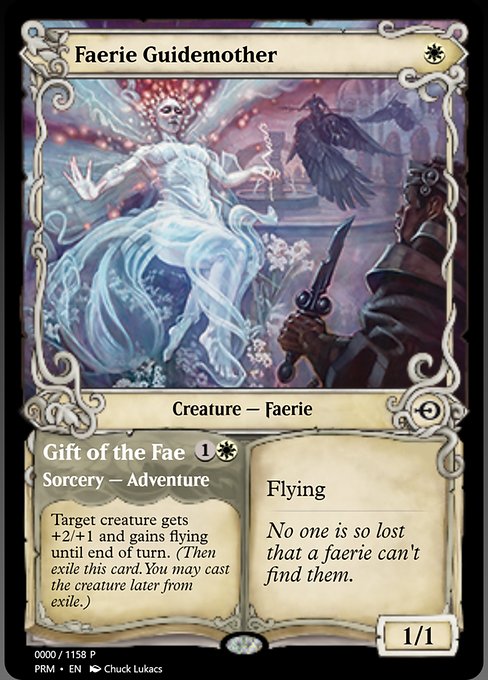 Faerie Guidemother
Creature — Faerie
Gift of the Fae 1
Sorcery — Adventure
Target creature gets
+2/+1 and gains flying
until end of turn. (Then
exile this card. You may cast
the creature later from
exile.)
Flying
No one is so lost
that a faerie can't
find them.
1/1
0000 / 1158 P
PRM • EN Chuck Lukacs